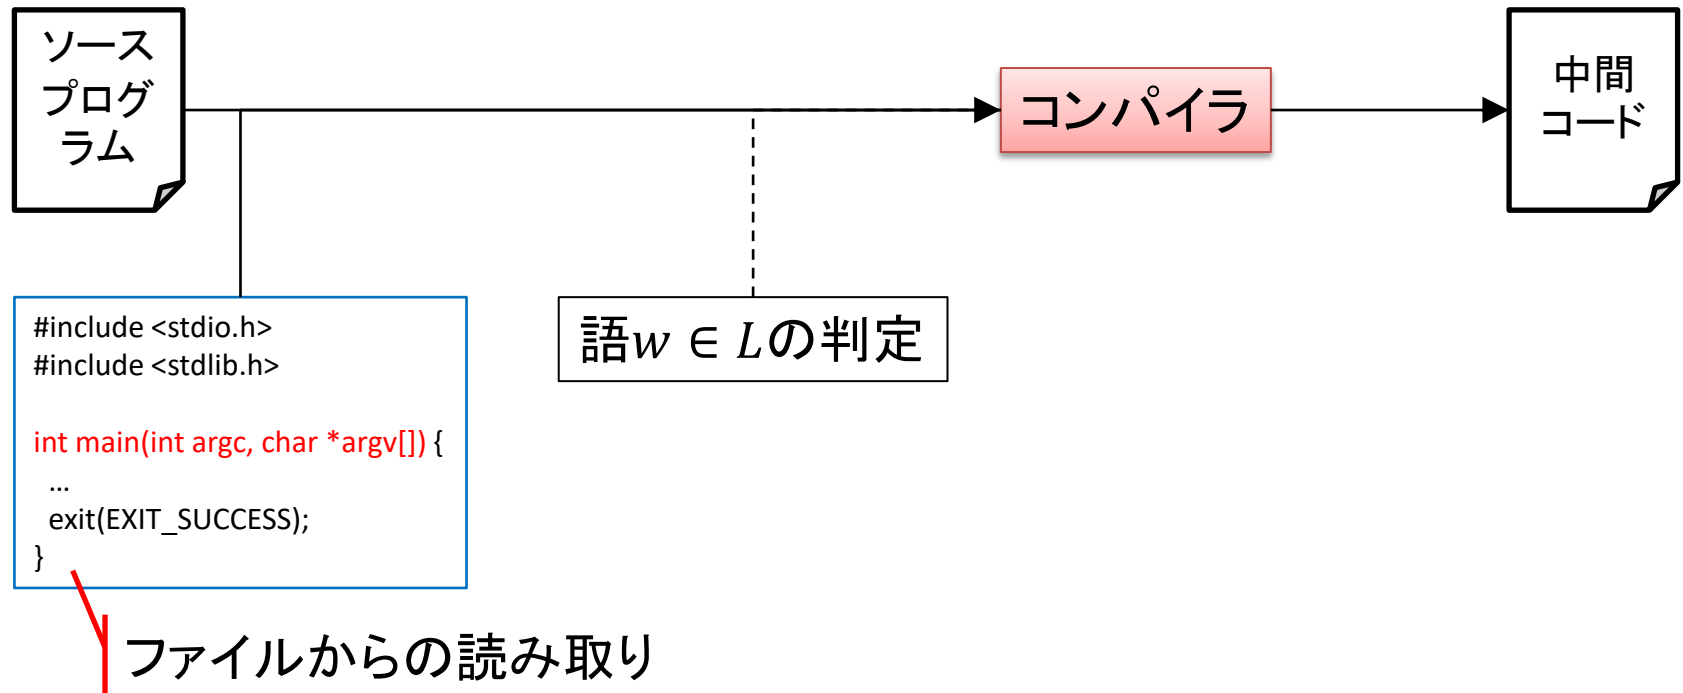 ソース
プログ
ラム
コンパイラ
中間
コード
#include <stdio.h>
#include <stdlib.h>
int main(int argc, char *argv[]) {
...
exit(EXIT_SUCCESS);
}
語w ∈ Lの判定
ファイルからの読み取り